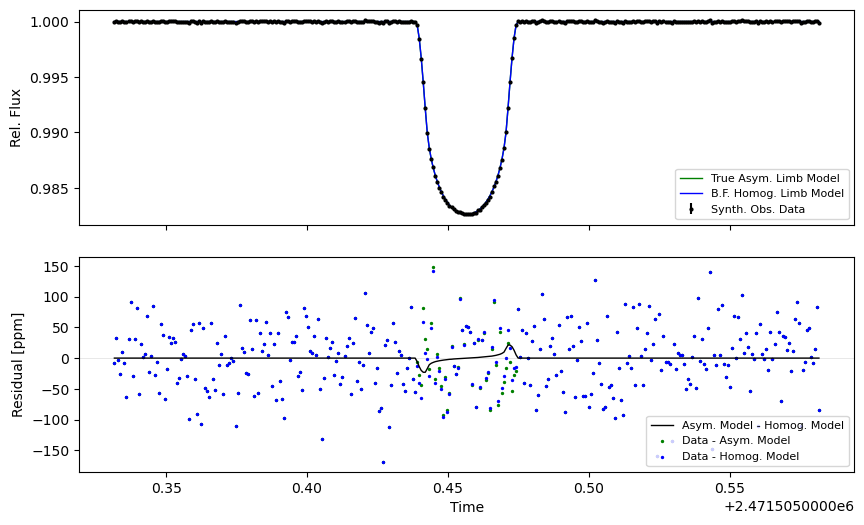 1.000
0.995
0.990
0.985
Rel. Flux
True Asym. Limb Model
B.F. Homog. Limb Model
Synth. Obs. Data
150
100
50
0
−50
−100
−150
Residual [ppm]
Asym. Model - Homog. Model
Data - Asym. Model
Data - Homog. Model
0.35 0.40 0.45 0.50 0.55
Time
+2.4715050000e6